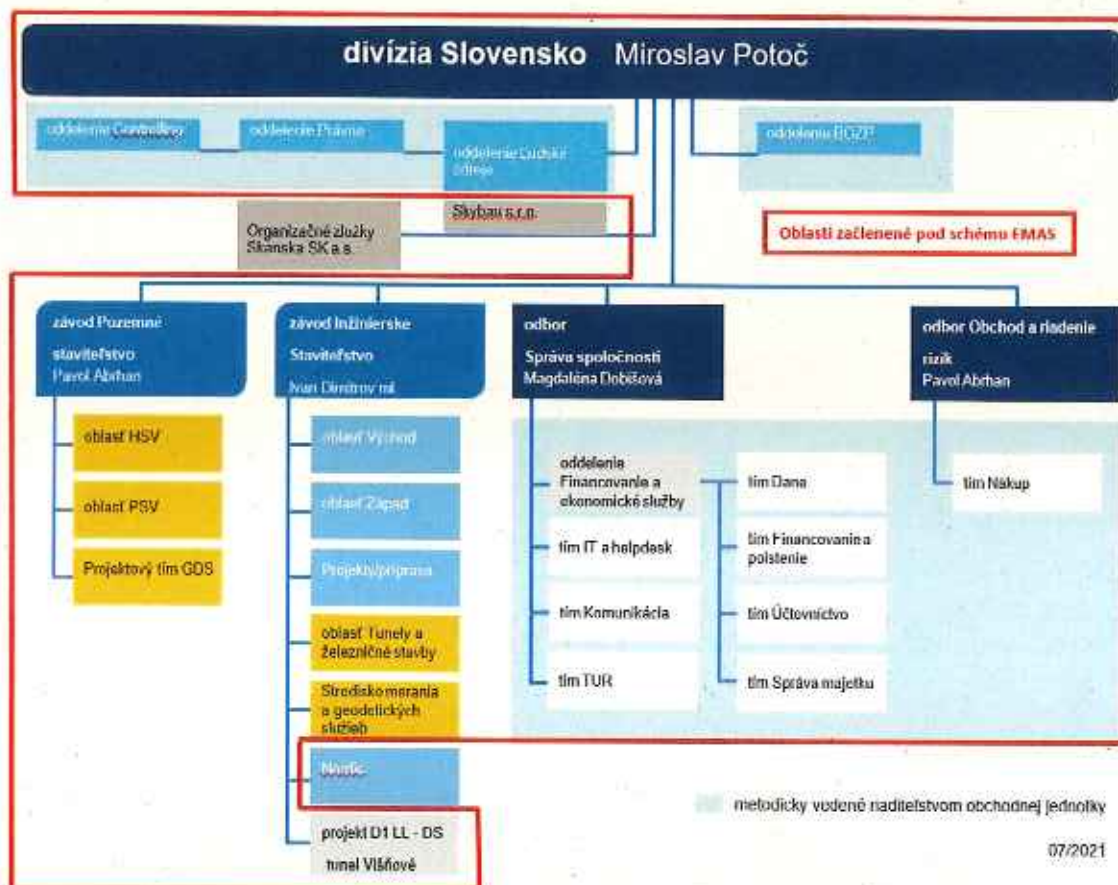 divízia Slovensko Miroslav Potoč
oddelenie Controlling
oddelenie Právne
oddelenie Ľudské
zdroje
oddelenie BOZP
Organizačné zložky
Skanska SK a.s.
Skybau s.r.o.
Oblasti začlenené pod schému EMAS
závod Pozemné
staviteľstvo
Pavol Abrhan
oblasť HSV
oblasť PSV
Projektový tím GDS
závod Inžinierske
Staviteľstvo
Ivan Dimitrov ml
oblasť Východ
oblasť Západ
Projekty/príprava
oblasť Tunely a
železničné stavby
Stredisko merania
a geodetických
služieb
Nordic
projekt D1 LL - DS
tunel Višňové
odbor
Správa spoločnosti
Magdaléna Dobišová
oddelenie
Financovanie a
ekonomické služby
tím IT a helpdesk
tím Komunikácia
tím TUR
tím Dane
tím Financovanie a
poistenie
tím Účtovníctvo
tím Správa majetku
odbor Obchod a riadenie
rizík
Pavol Abrhan
tím Nákup
metodicky vedené riaditeľstvom obchodnej jednotky
07/2021